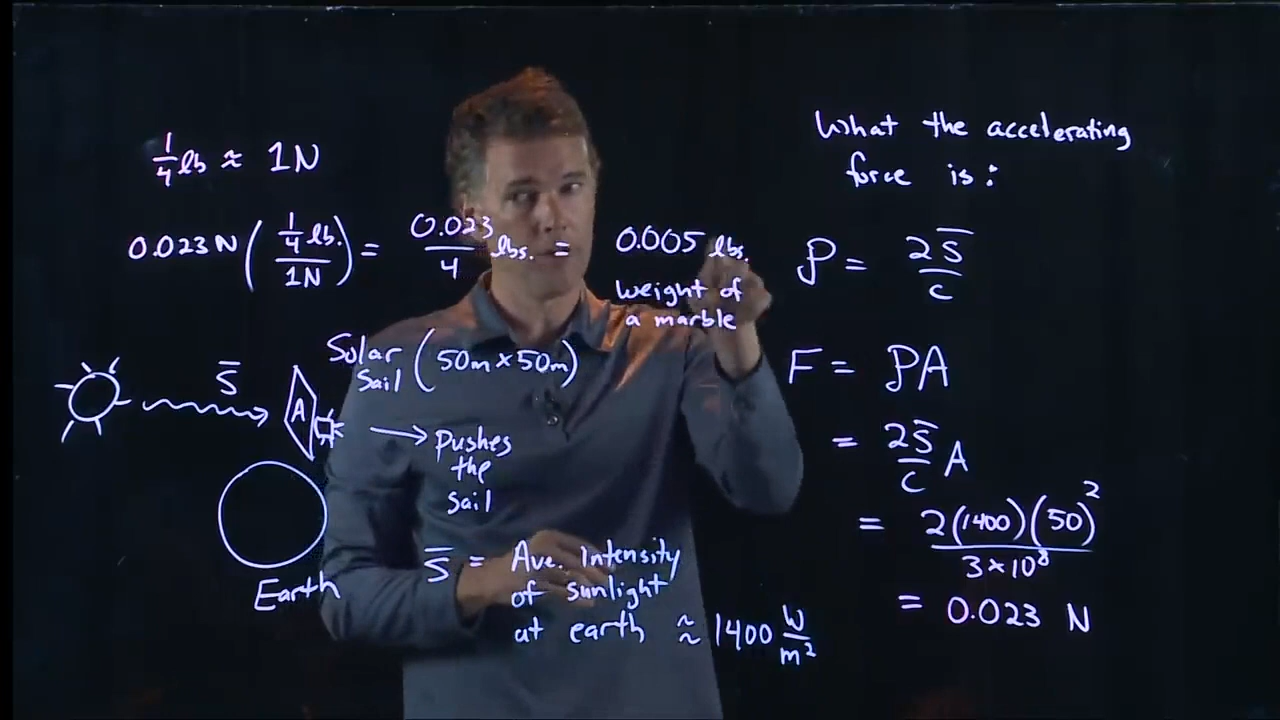 1/4 lb ≈ 1N
0.023 N ( 1/4 lb. / 1N ) = 0.023/4 lbs. = 0.005 lbs.
weight of
a marble
Solar
Sail (50m × 50m)
S̄
A
→ Pushes
the
sail
Earth
S̄ = Ave. intensity
of sunlight
at earth ≈ 1400 W/m²
What the accelerating
force is:
P = 2S̄/c
F = PA
= 2S̄/c A
= 2(1400)(50)² / 3×10⁸
= 0.023 N